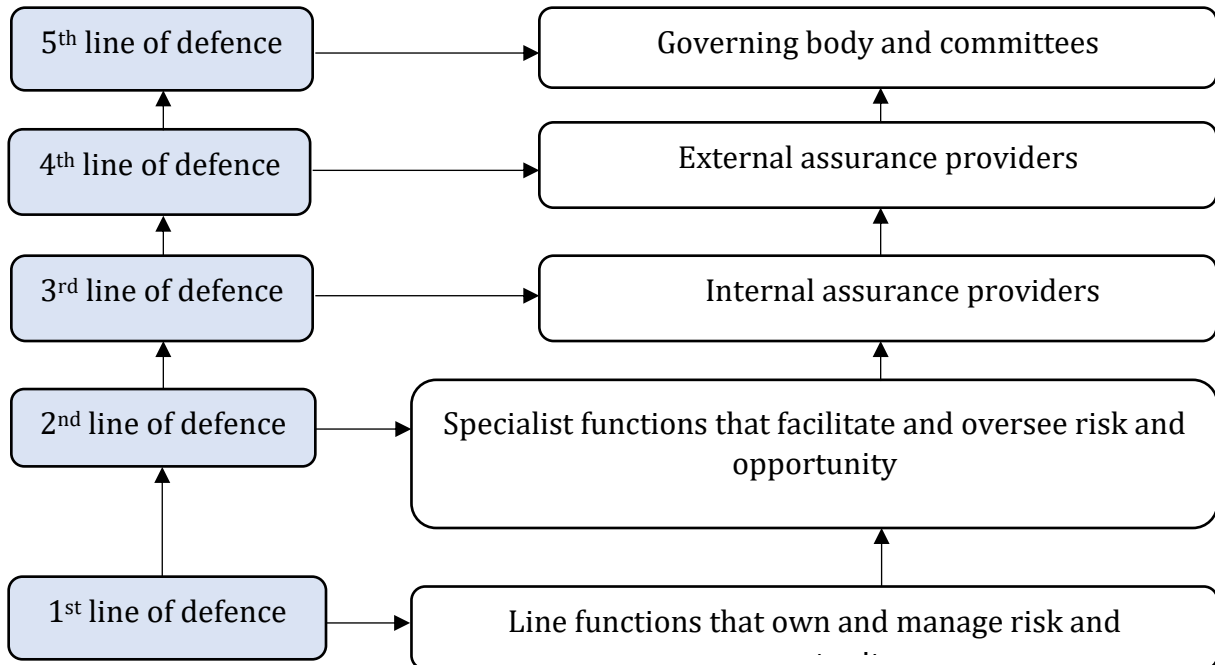 5th line of defence
Governing body and committees
4th line of defence
External assurance providers
3rd line of defence
Internal assurance providers
2nd line of defence
Specialist functions that facilitate and oversee risk and
opportunity
1st line of defence
Line functions that own and manage risk and